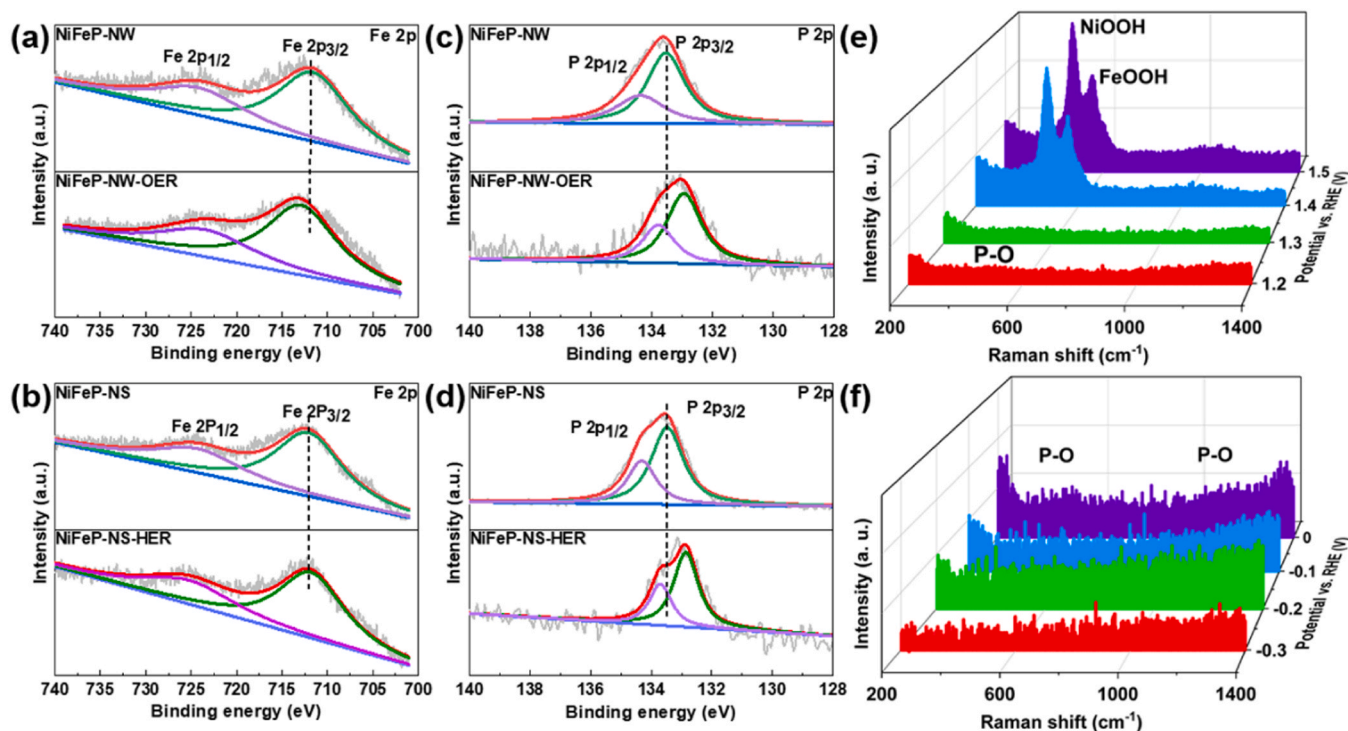 (a)
NiFeP-NW
Fe 2p
Fe 2p1/2
Fe 2p3/2
NiFeP-NW-OER
Intensity (a.u.)
740 735 730 725 720 715 710 705 700
Binding energy (eV)
(c)
NiFeP-NW
P 2p
P 2p1/2
P 2p3/2
NiFeP-NW-OER
Intensity (a.u.)
140 138 136 134 132 130 128
Binding energy (eV)
(e)
NiOOH
FeOOH
P-O
Intensity (a. u.)
1.5
1.4
1.3
1.2
Potential vs. RHE (V)
200 600 1000 1400
Raman shift (cm-1)
(b)
NiFeP-NS
Fe 2p
Fe 2P1/2
Fe 2P3/2
NiFeP-NS-HER
Intensity (a.u.)
740 735 730 725 720 715 710 705 700
Binding energy (eV)
(d)
NiFeP-NS
P 2p
P 2p1/2
P 2p3/2
NiFeP-NS-HER
Intensity (a.u.)
140 138 136 134 132 130 128
Binding energy (eV)
(f)
P-O
P-O
Intensity (a. u.)
0
-0.1
-0.2
-0.3
Potential vs. RHE (V)
200 600 1000 1400
Raman shift (cm-1)